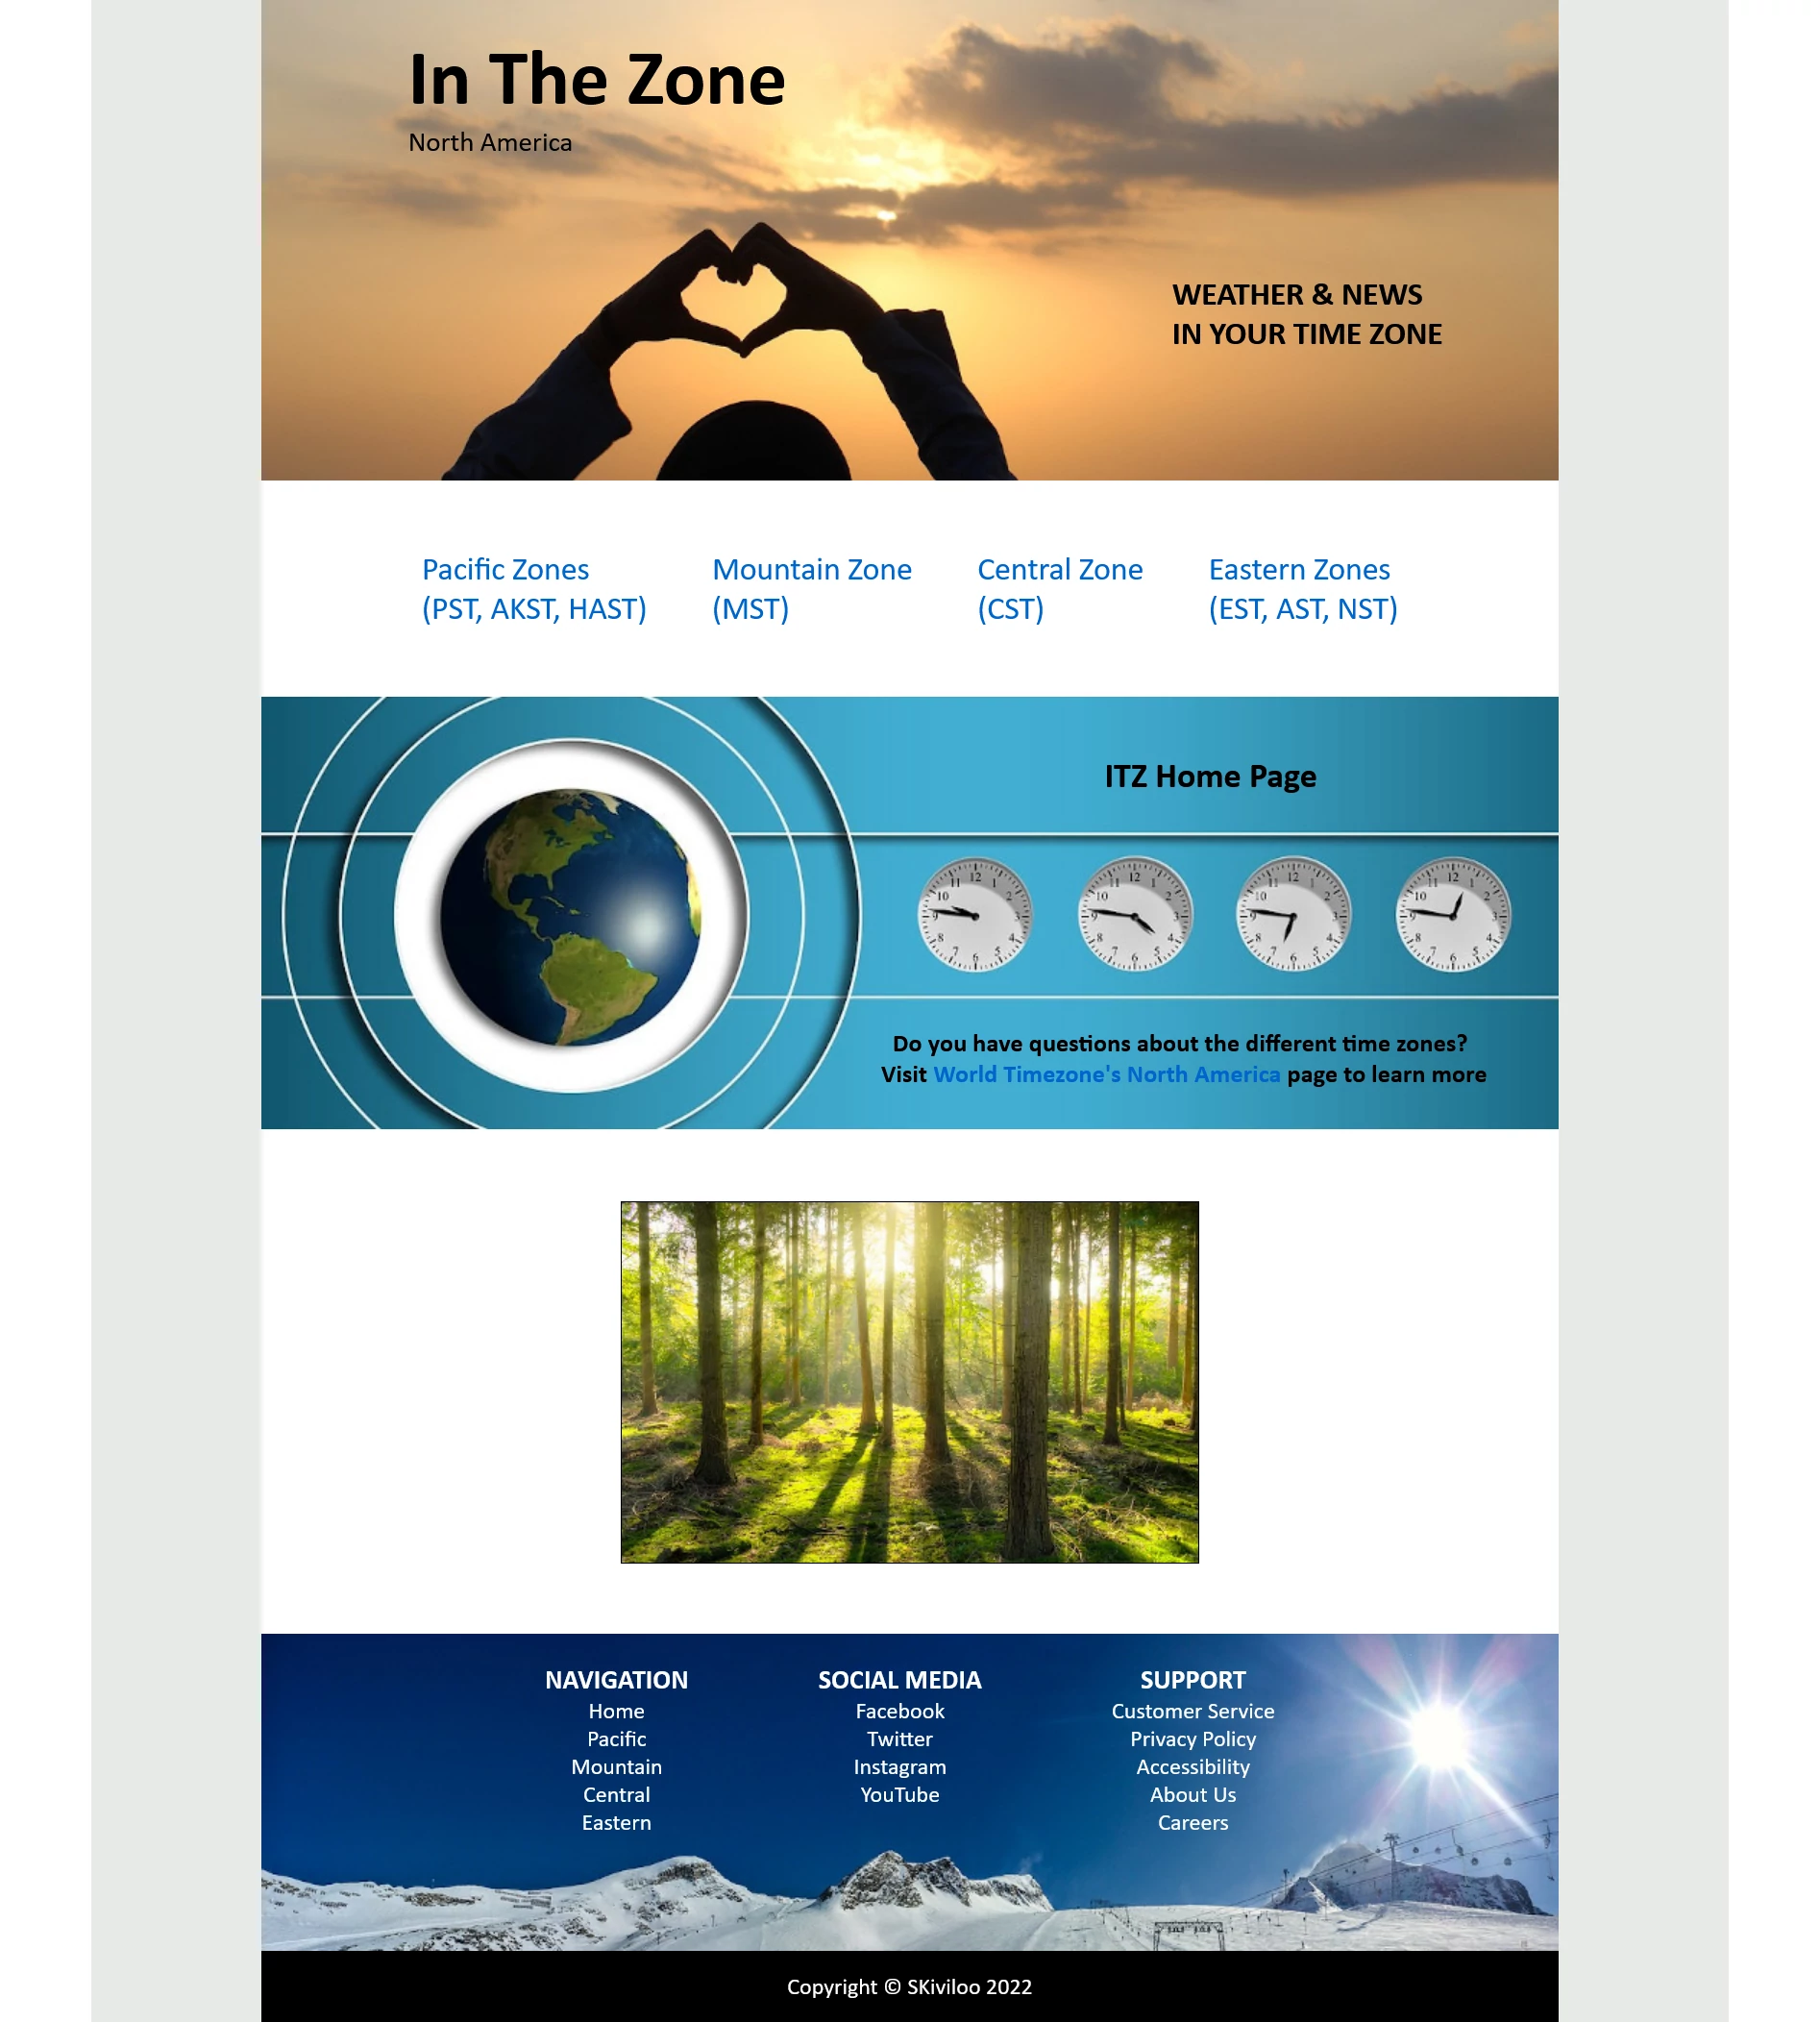 In The Zone
North America
WEATHER & NEWS
IN YOUR TIME ZONE
Pacific Zones
(PST, AKST, HAST)
Mountain Zone
(MST)
Central Zone
(CST)
Eastern Zones
(EST, AST, NST)
ITZ Home Page
Do you have questions about the different time zones?
Visit World Timezone's North America page to learn more
NAVIGATION
Home
Pacific
Mountain
Central
Eastern
SOCIAL MEDIA
Facebook
Twitter
Instagram
YouTube
SUPPORT
Customer Service
Privacy Policy
Accessibility
About Us
Careers
Copyright © SKiviloo 2022